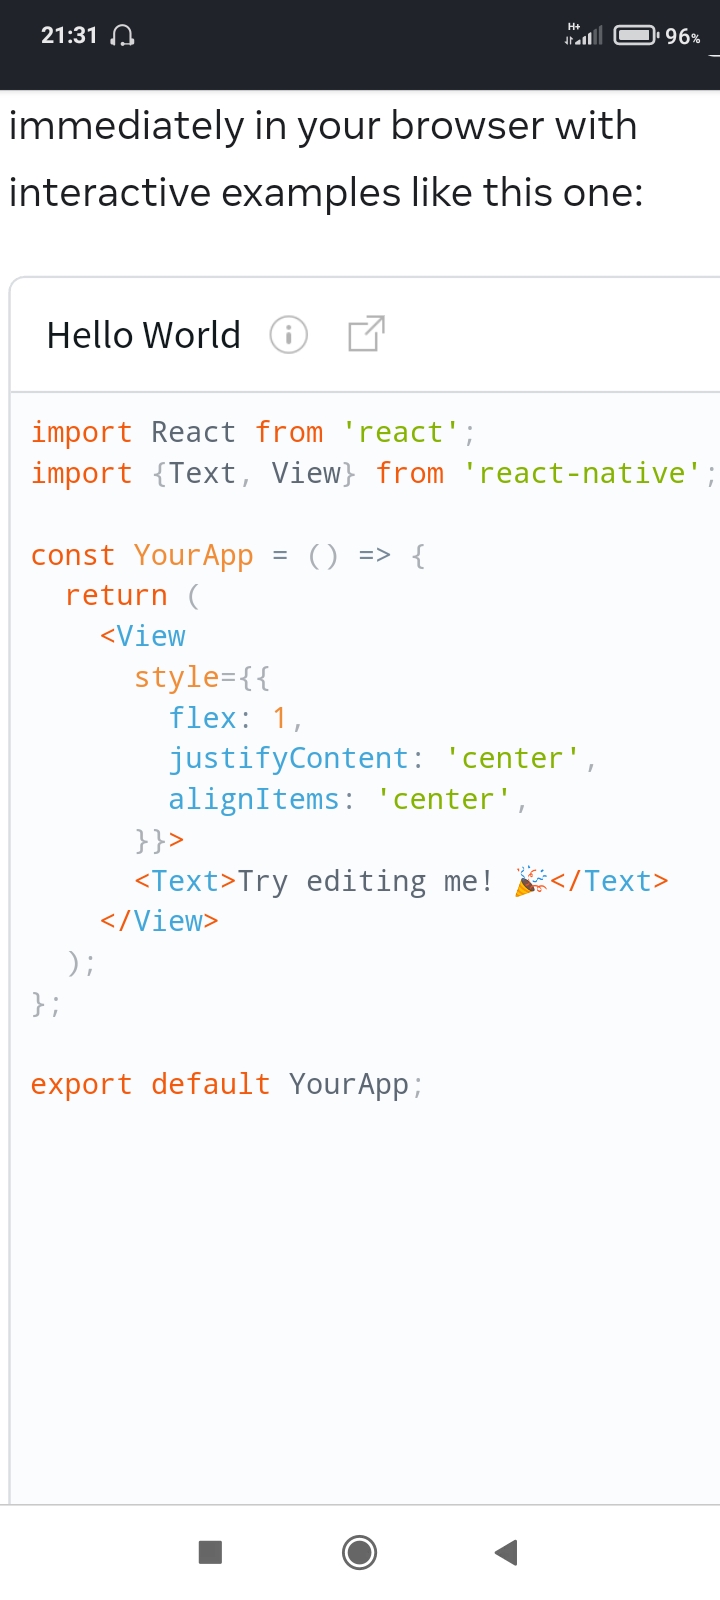 21:31 H+ 96%
immediately in your browser with
interactive examples like this one:
Hello World
import React from 'react';
import {Text, View} from 'react-native';
const YourApp = () => {
  return (
    <View
      style={{
        flex: 1,
        justifyContent: 'center',
        alignItems: 'center',
      }}>
      <Text>Try editing me! 🎉</Text>
    </View>
  );
};
export default YourApp;